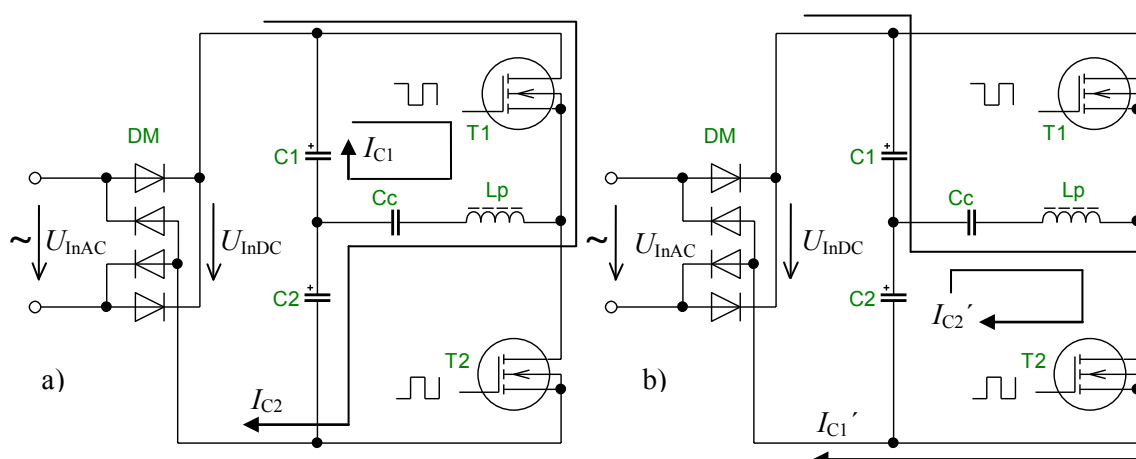 DM
~
U_InAC
U_InDC
C1
I_C1
Cc
Lp
C2
T1
T2
I_C2
a)
DM
~
U_InAC
U_InDC
C1
Cc
Lp
C2
I_C2´
T1
T2
I_C1´
b)